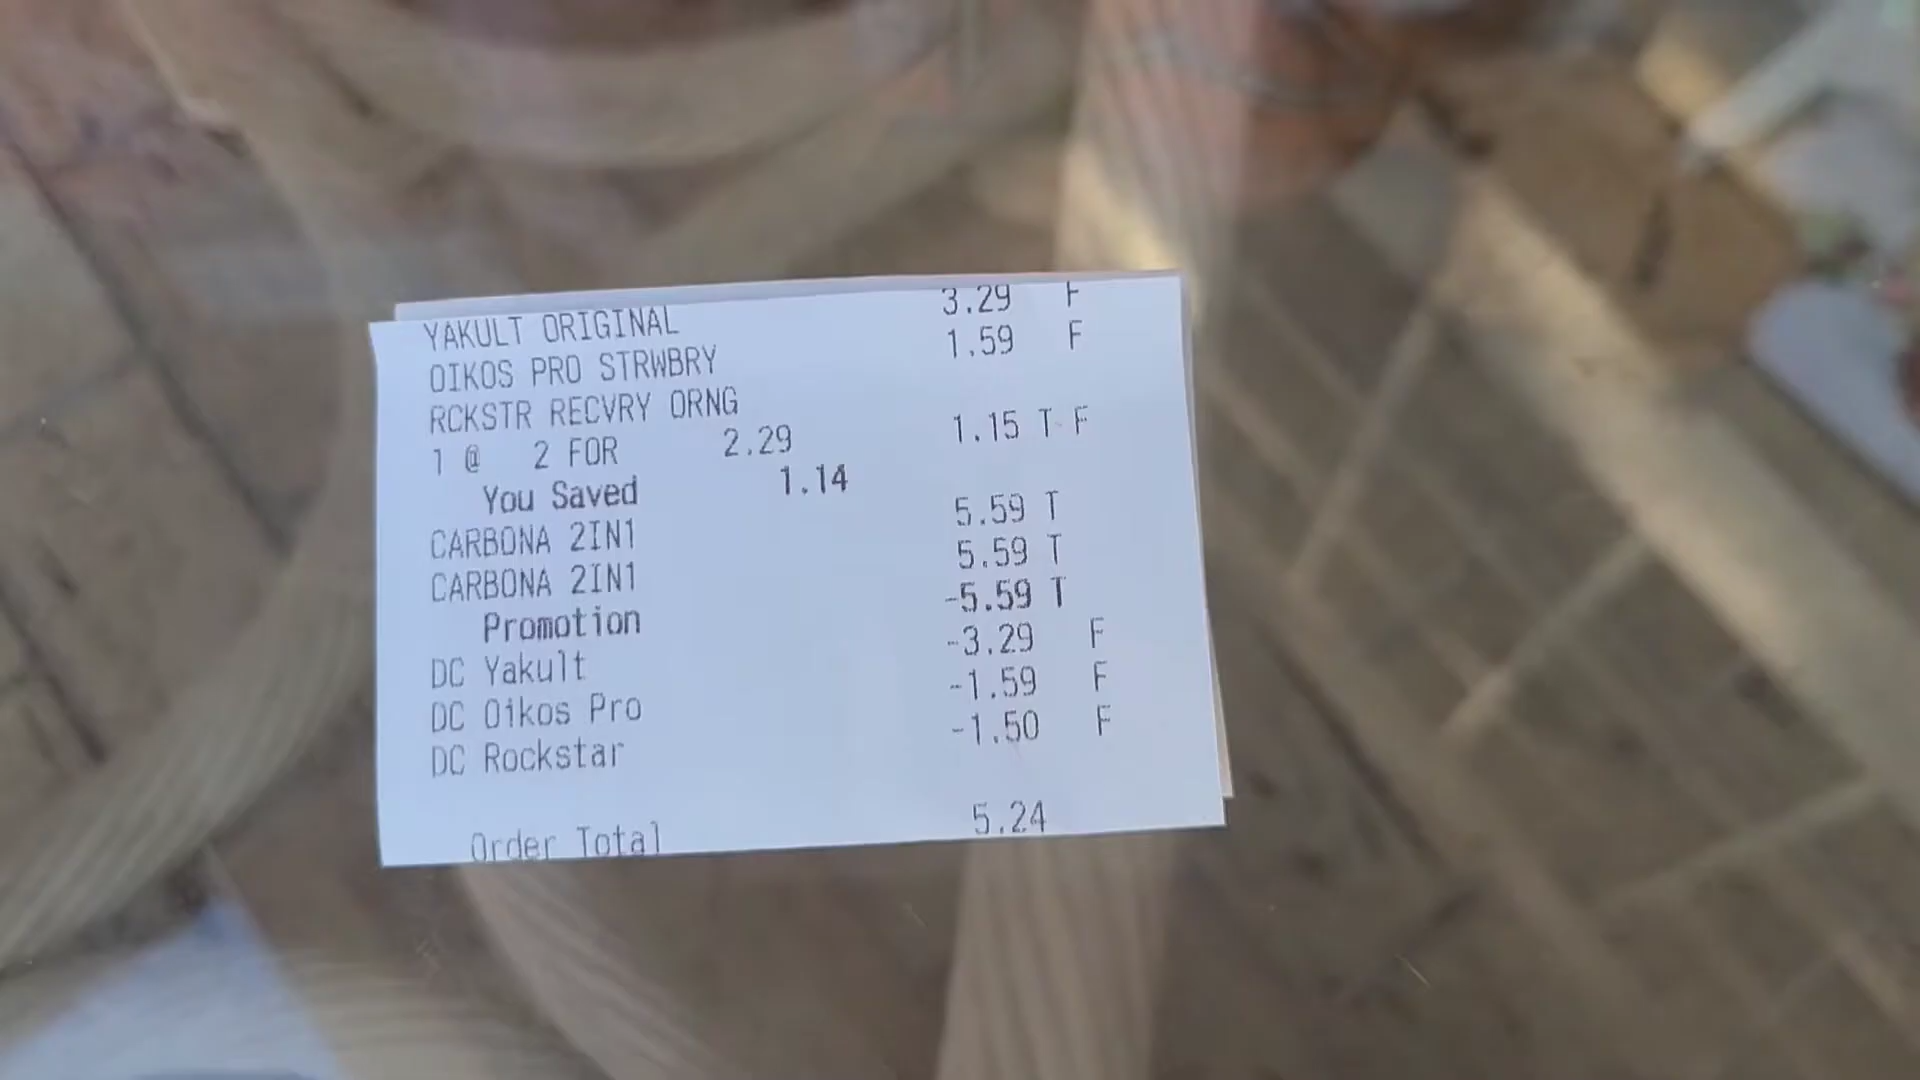 YAKULT ORIGINAL 3.29 F
OIKOS PRO STRWBRY 1.59 F
RCKSTR RECVRY ORNG
1 @ 2 FOR 2.29 1.15 T F
You Saved 1.14
CARBONA 2IN1 5.59 T
CARBONA 2IN1 5.59 T
Promotion -5.59 T
DC Yakult -3.29 F
DC Oikos Pro -1.59 F
DC Rockstar -1.50 F
Order Total 5.24